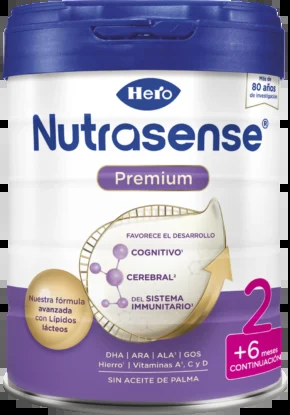 Hero
Más de
80 años
de investigación
Nutrasense®
Premium
FAVORECE EL DESARROLLO
COGNITIVO¹
CEREBRAL²
DEL SISTEMA
INMUNITARIO³
Nuestra fórmula
avanzada
con Lípidos
lácteos
2
+6 meses
CONTINUACIÓN
DHA | ARA | ALA¹ | GOS
Hierro¹ | Vitaminas A³, C y D
SIN ACEITE DE PALMA